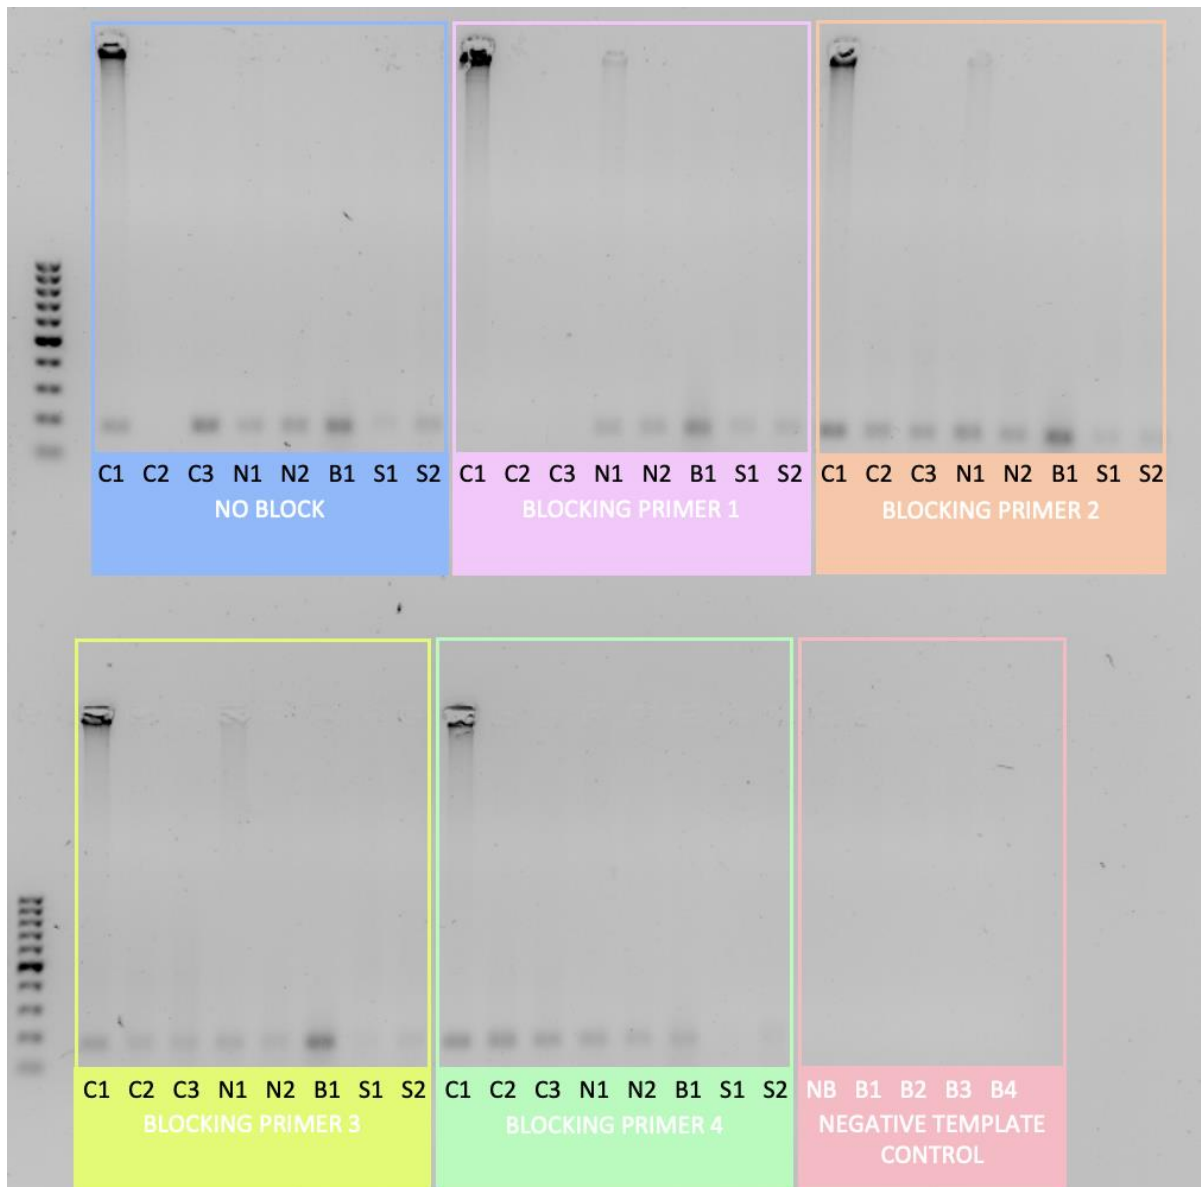 C1 C2 C3 N1 N2 B1 S1 S2
NO BLOCK
C1 C2 C3 N1 N2 B1 S1 S2
BLOCKING PRIMER 1
C1 C2 C3 N1 N2 B1 S1 S2
BLOCKING PRIMER 2
C1 C2 C3 N1 N2 B1 S1 S2
BLOCKING PRIMER 3
C1 C2 C3 N1 N2 B1 S1 S2
BLOCKING PRIMER 4
NB B1 B2 B3 B4
NEGATIVE TEMPLATE
CONTROL